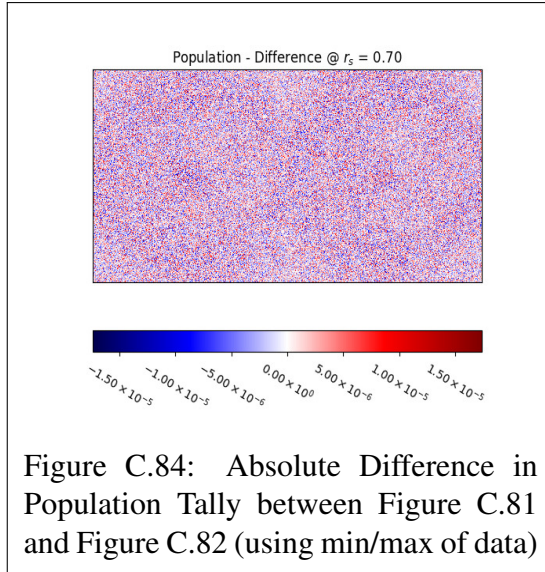 Population - Difference @ r_s = 0.70
−1.50 × 10⁻⁵
−1.00 × 10⁻⁵
−5.00 × 10⁻⁶
0.00 × 10⁰
5.00 × 10⁻⁶
1.00 × 10⁻⁵
1.50 × 10⁻⁵
Figure C.84: Absolute Difference in
Population Tally between Figure C.81
and Figure C.82 (using min/max of data)